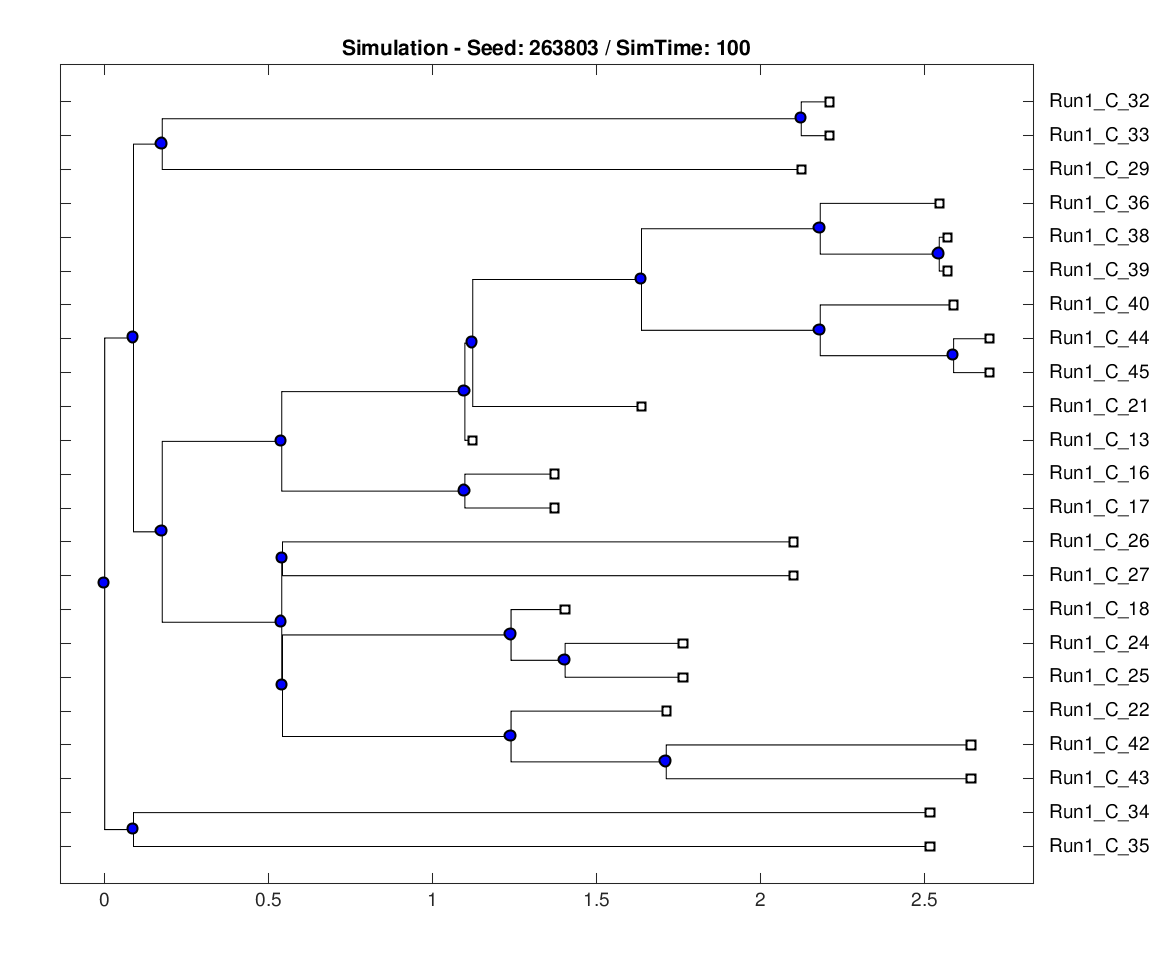 Simulation - Seed: 263803 / SimTime: 100
Run1_C_32
Run1_C_33
Run1_C_29
Run1_C_36
Run1_C_38
Run1_C_39
Run1_C_40
Run1_C_44
Run1_C_45
Run1_C_21
Run1_C_13
Run1_C_16
Run1_C_17
Run1_C_26
Run1_C_27
Run1_C_18
Run1_C_24
Run1_C_25
Run1_C_22
Run1_C_42
Run1_C_43
Run1_C_34
Run1_C_35
0 0.5 1 1.5 2 2.5